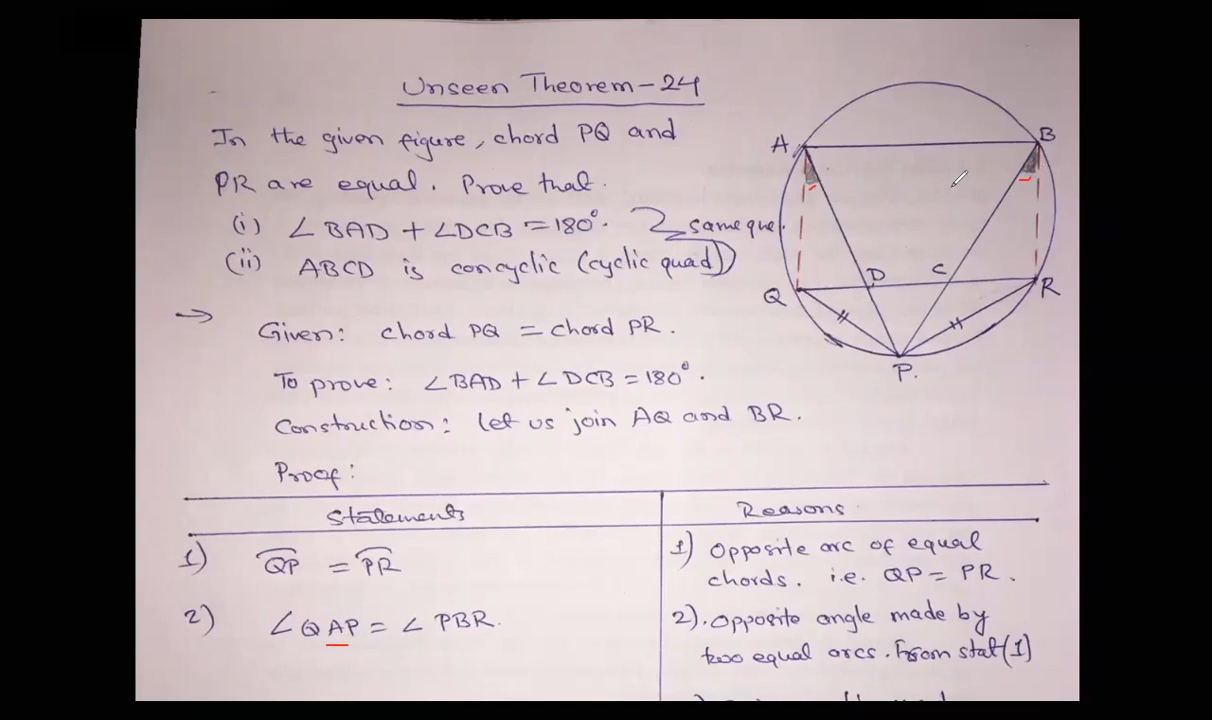 Unseen Theorem-24
In the given figure, chord PQ and
PR are equal. Prove that.
(i) ∠BAD + ∠DCB = 180°. same que.
(ii) ABCD is concyclic (cyclic quad)
A
B
D
C
Q
R
P.
→ Given: chord PQ = chord PR.
To prove: ∠BAD + ∠DCB = 180°.
Construction: Let us join AQ and BR.
Proof:
Statements
Reasons
1) QP = PR
1) Opposite arc of equal
chords. i.e. QP = PR.
2) ∠QAP = ∠PBR.
2). Opposite angle made by
two equal arcs. From stat(1)